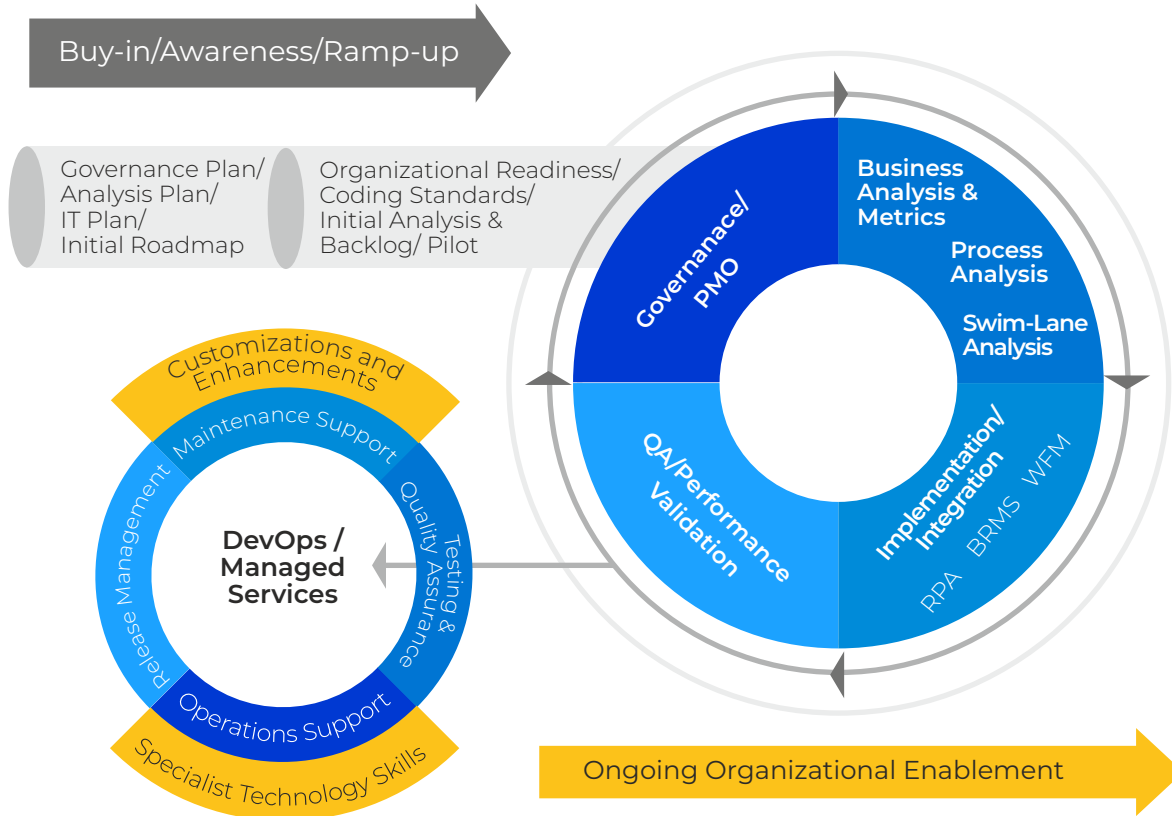 Buy-in/Awareness/Ramp-up
Governance Plan/
Analysis Plan/
IT Plan/
Initial Roadmap
Organizational Readiness/
Coding Standards/
Initial Analysis &
Backlog/ Pilot
Governanace/
PMO
Business
Analysis &
Metrics
Process
Analysis
Swim-Lane
Analysis
Implementation/
Integration
RPA
BRMS
WFM
QA/Performance
Validation
Customizations and
Enhancements
Maintenance Support
Testing &
Quality Assurance
Operations Support
Release Management
DevOps /
Managed
Services
Specialist Technology Skills
Ongoing Organizational Enablement